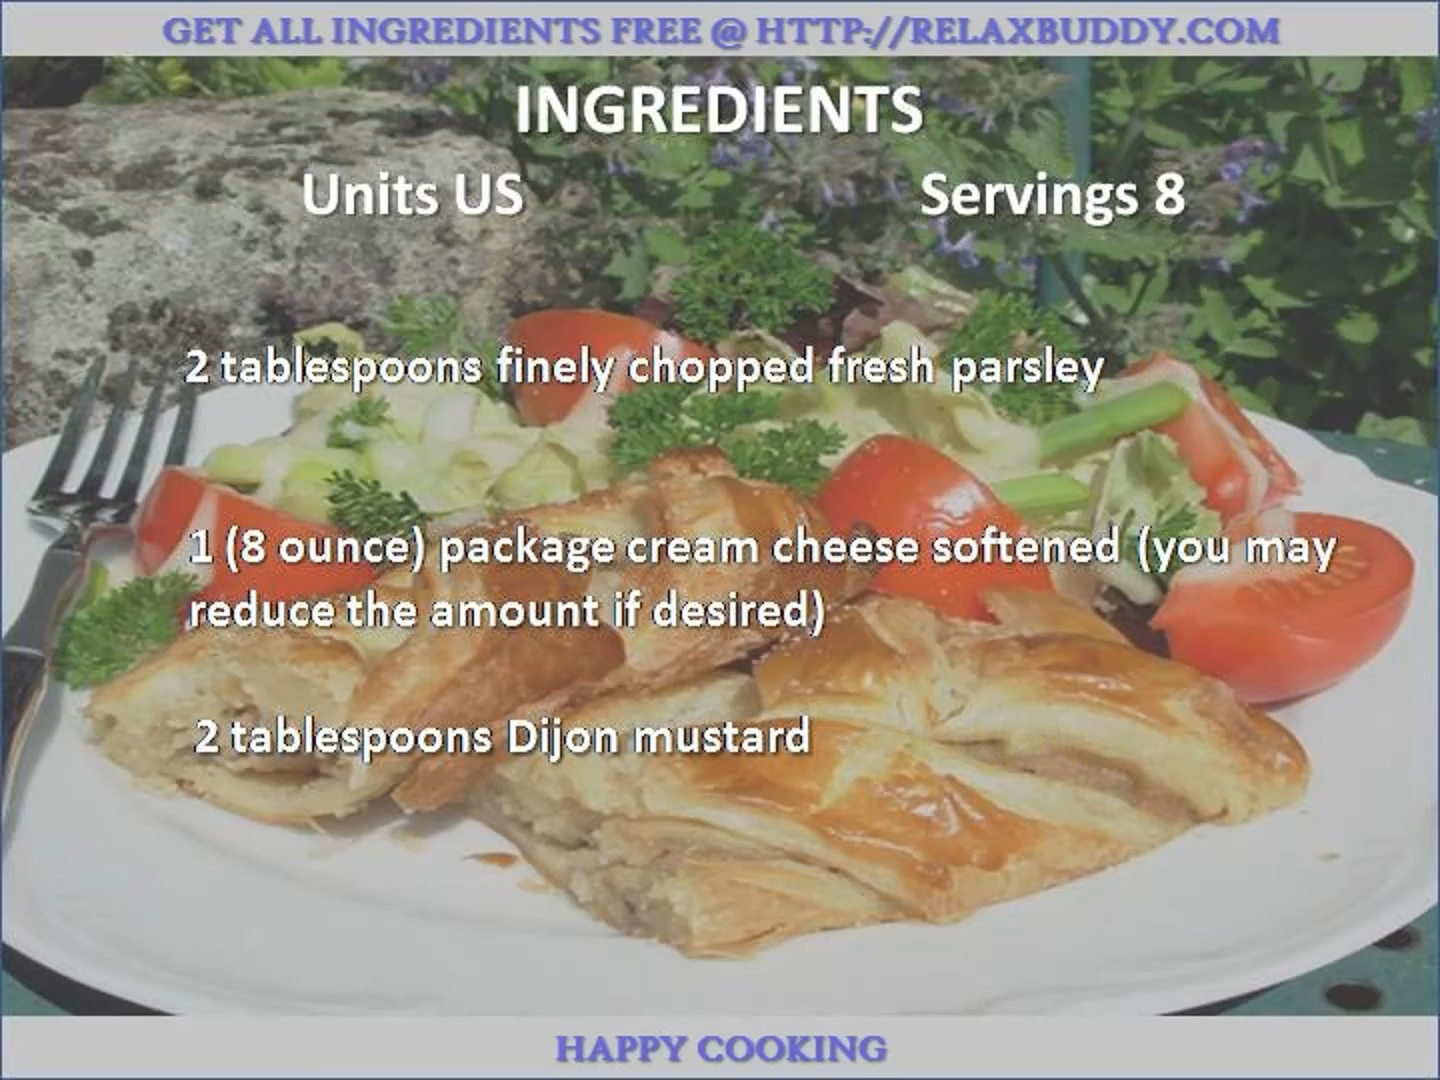 GET ALL INGREDIENTS FREE @ HTTP://RELAXBUDDY.COM
INGREDIENTS
Units US Servings 8
2 tablespoons finely chopped fresh parsley
1 (8 ounce) package cream cheese softened (you may
reduce the amount if desired)
2 tablespoons Dijon mustard
HAPPY COOKING